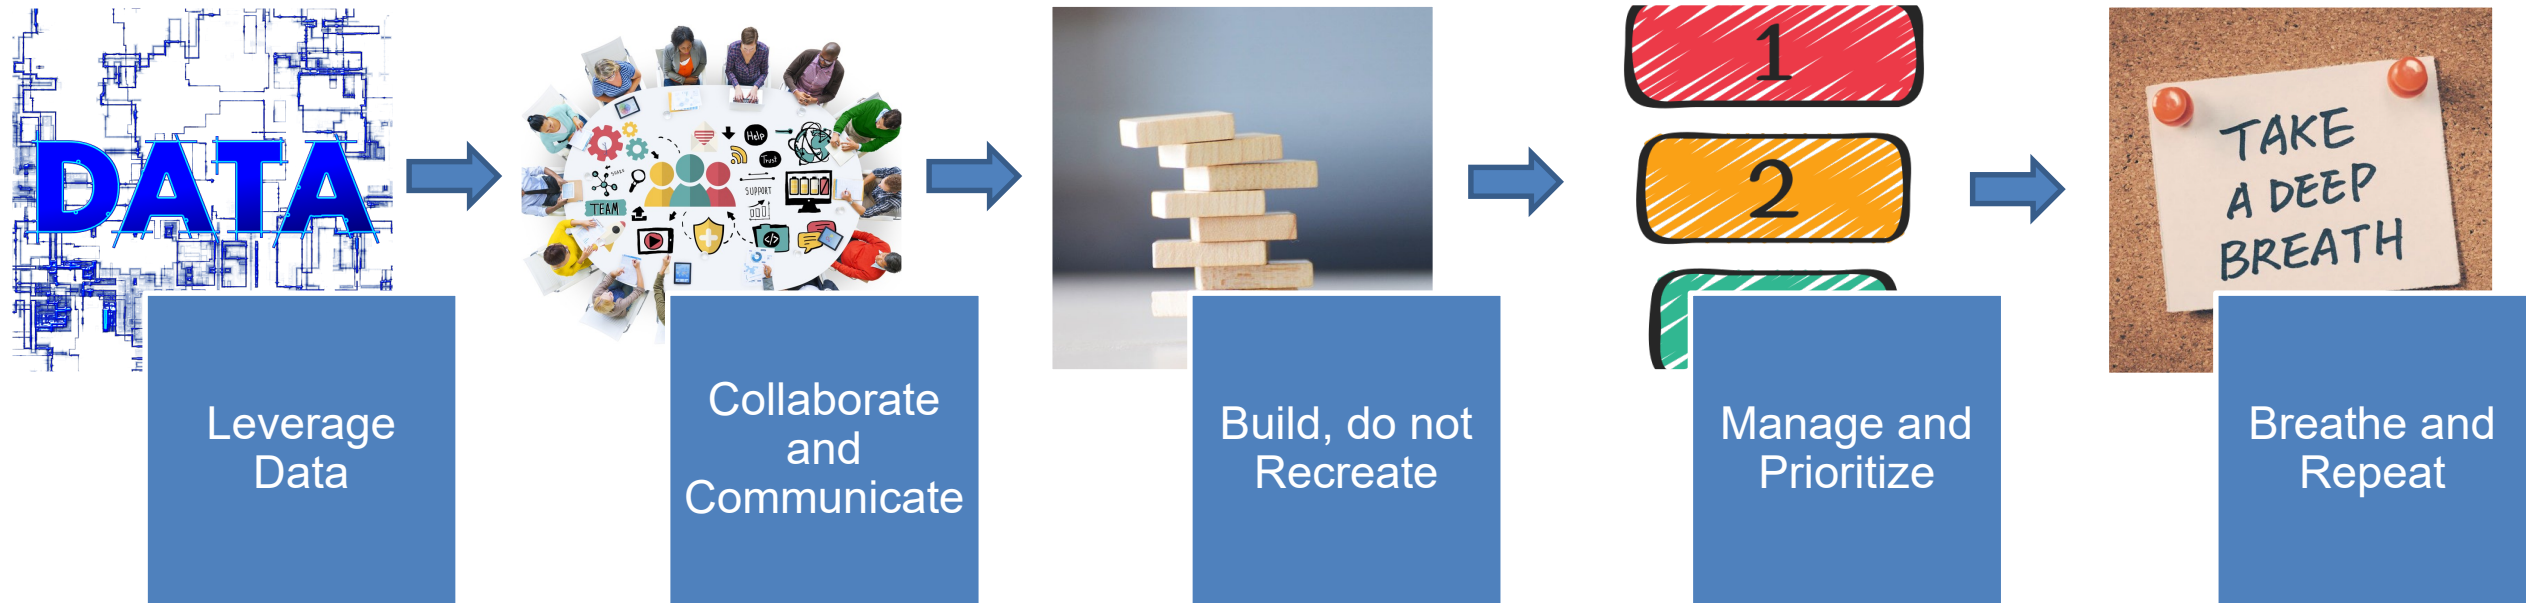 DATA
Leverage
Data
Help
Trust
SHARE
SUPPORT
TEAM
Collaborate
and
Communicate
Build, do not
Recreate
1
2
Manage and
Prioritize
TAKE
A DEEP
BREATH
Breathe and
Repeat